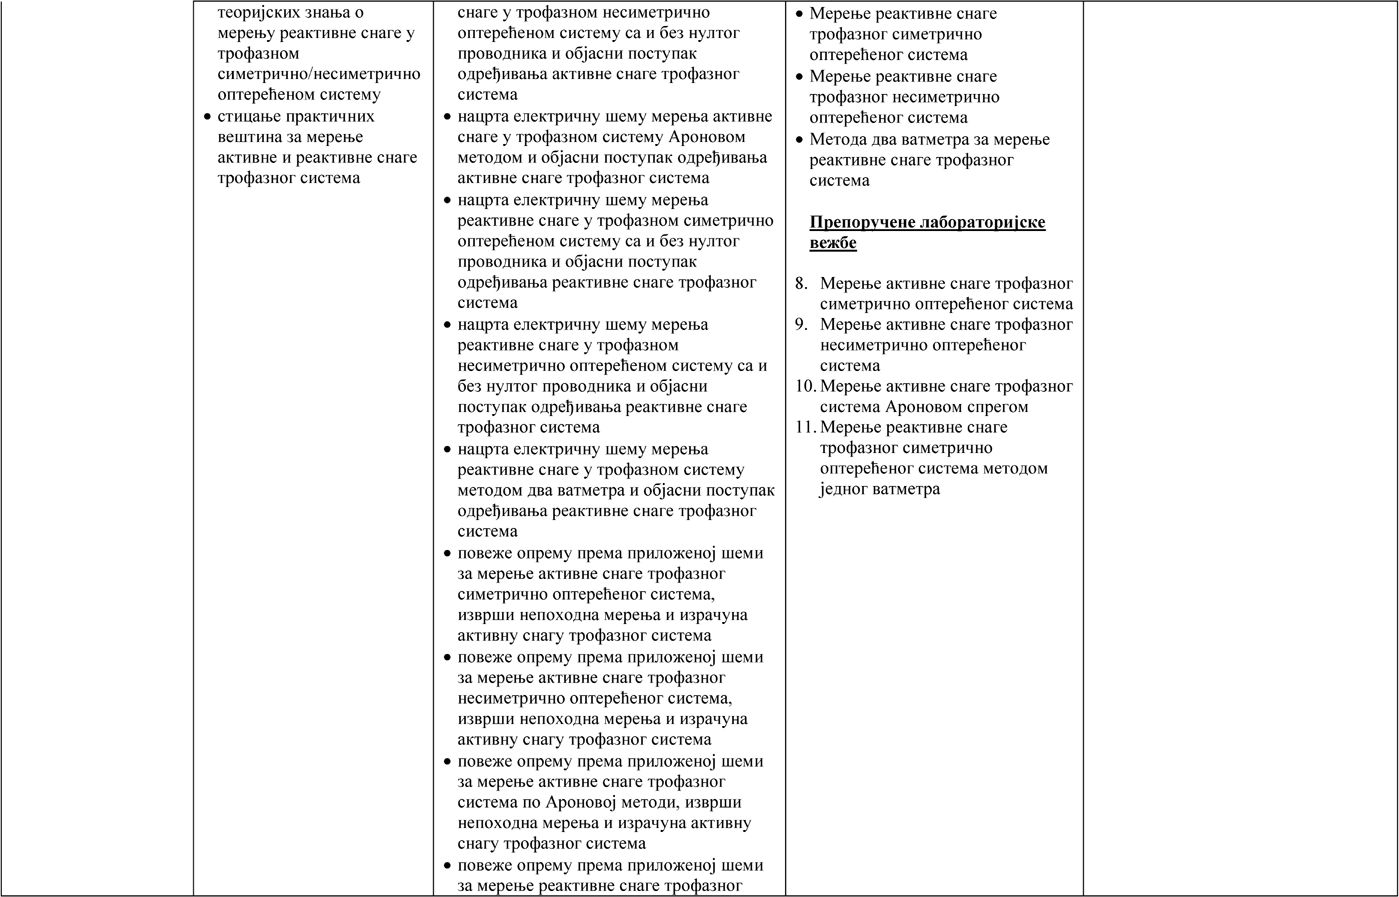 теоријских знања о
мерењу реактивне снаге у
трофазном
симетрично/несиметрично
оптерећеном систему
• стицање практичних
вештина за мерење
активне и реактивне снаге
трофазног система
снаге у трофазном несиметрично
оптерећеном систему са и без нултог
проводника и објасни поступак
одређивања активне снаге трофазног
система
• нацрта електричну шему мерења активне
снаге у трофазном систему Ароновом
методом и објасни поступак одређивања
активне снаге трофазног система
• нацрта електричну шему мерења
реактивне снаге у трофазном симетрично
оптерећеном систему са и без нултог
проводника и објасни поступак
одређивања реактивне снаге трофазног
система
• нацрта електричну шему мерења
реактивне снаге у трофазном
несиметрично оптерећеном систему са и
без нултог проводника и објасни
поступак одређивања реактивне снаге
трофазног система
• нацрта електричну шему мерења
реактивне снаге у трофазном систему
методом два ватметра и објасни поступак
одређивања реактивне снаге трофазног
система
• повеже опрему према приложеној шеми
за мерење активне снаге трофазног
симетрично оптерећеног система,
изврши непоходна мерења и израчуна
активну снагу трофазног система
• повеже опрему према приложеној шеми
за мерење активне снаге трофазног
несиметрично оптерећеног система,
изврши непоходна мерења и израчуна
активну снагу трофазног система
• повеже опрему према приложеној шеми
за мерење активне снаге трофазног
система по Ароновој методи, изврши
непоходна мерења и израчуна активну
снагу трофазног система
• повеже опрему према приложеној шеми
за мерење реактивне снаге трофазног
• Мерење реактивне снаге
трофазног симетрично
оптерећеног система
• Мерење реактивне снаге
трофазног несиметрично
оптерећеног система
• Метода два ватметра за мерење
реактивне снаге трофазног
система
Препоручене лабораторијске
вежбе
8. Мерење активне снаге трофазног
симетрично оптерећеног система
9. Мерење активне снаге трофазног
несиметрично оптерећеног
система
10. Мерење активне снаге трофазног
система Ароновом спрегом
11. Мерење реактивне снаге
трофазног симетрично
оптерећеног система методом
једног ватметра